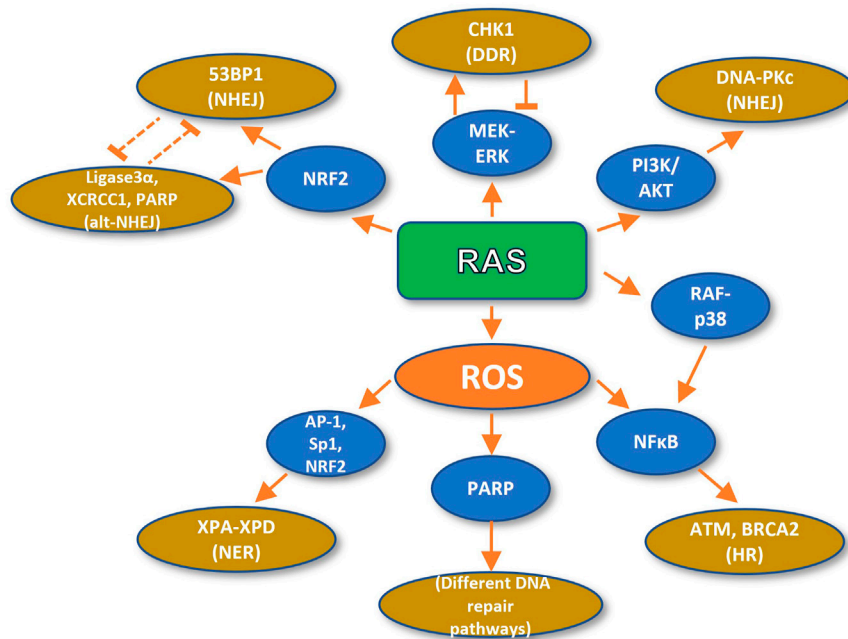 CHK1
(DDR)
53BP1
(NHEJ)
DNA-PKc
(NHEJ)
MEK-
ERK
Ligase3α,
XCRCC1, PARP
(alt-NHEJ)
NRF2
PI3K/
AKT
RAS
RAF-
p38
ROS
AP-1,
Sp1,
NRF2
NFκB
PARP
XPA-XPD
(NER)
ATM, BRCA2
(HR)
(Different DNA
repair
pathways)